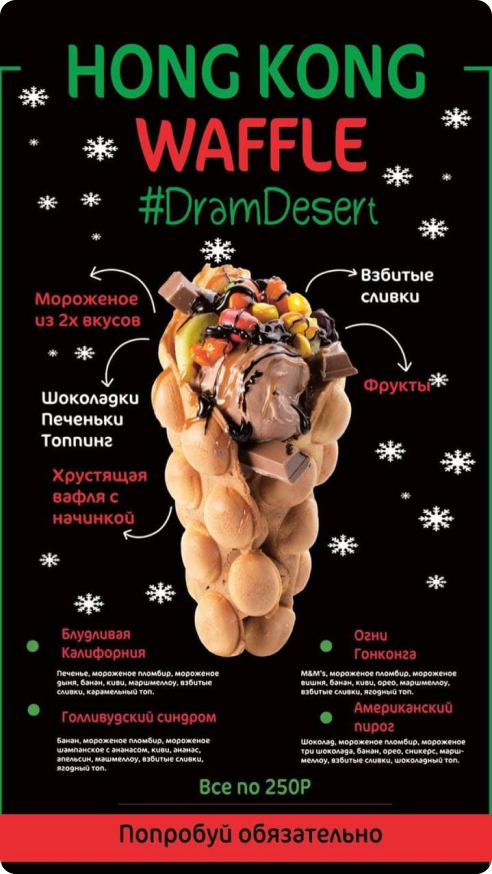 HONG KONG
WAFFLE
#DramDesert
Мороженое
из 2х вкусов
Взбитые
сливки
Шоколадки
Печеньки
Топпинг
Фрукты
Хрустящая
вафля с
начинкой
Блудливая
Калифорния
Печенье, мороженое пломбир, мороженое
дыня, банан, киви, маршмеллоу, взбитые
сливки, карамельный топ.
Огни
Гонконга
M&M's, мороженое пломбир, мороженое
вишня, банан, киви, орео, маршмеллоу,
взбитые сливки, ягодный топ.
Голливудский синдром
Банан, мороженое пломбир, мороженое
шампанское с ананасом, киви, ананас,
апельсин, машмеллоу, взбитые сливки,
ягодный топ.
Американский
пирог
Шоколад, мороженое пломбир, мороженое
три шоколада, банан, орео, сникерс, марш-
меллоу, взбитые сливки, шоколадный топ.
Все по 250Р
Попробуй обязательно